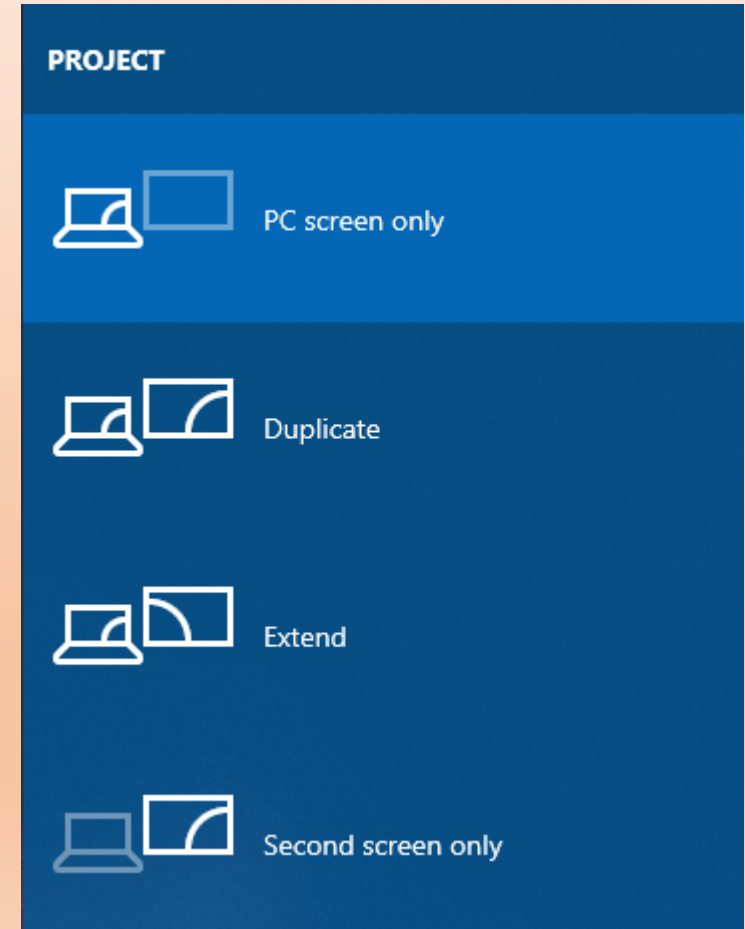 PROJECT
PC screen only
Duplicate
Extend
Second screen only